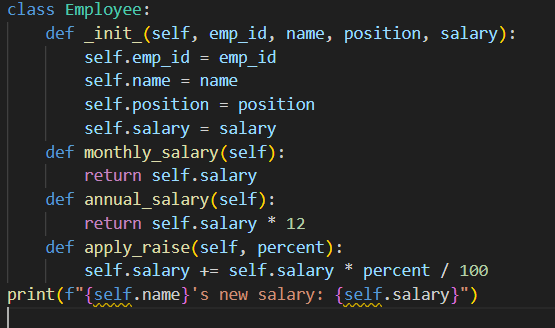 class Employee:
    def _init_(self, emp_id, name, position, salary):
        self.emp_id = emp_id
        self.name = name
        self.position = position
        self.salary = salary
    def monthly_salary(self):
        return self.salary
    def annual_salary(self):
        return self.salary * 12
    def apply_raise(self, percent):
        self.salary += self.salary * percent / 100
print(f"{self.name}'s new salary: {self.salary}")